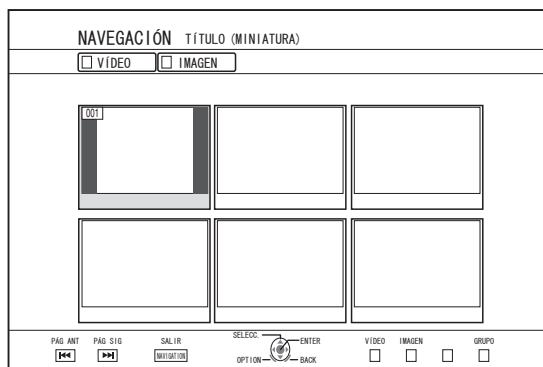 NAVEGACIÓN TÍTULO (MINIATURA)
VÍDEO IMAGEN
001
PÁG ANT PÁG SIG SALIR SELECC. ENTER VÍDEO IMAGEN GRUPO
NAVIGATION OPTION BACK